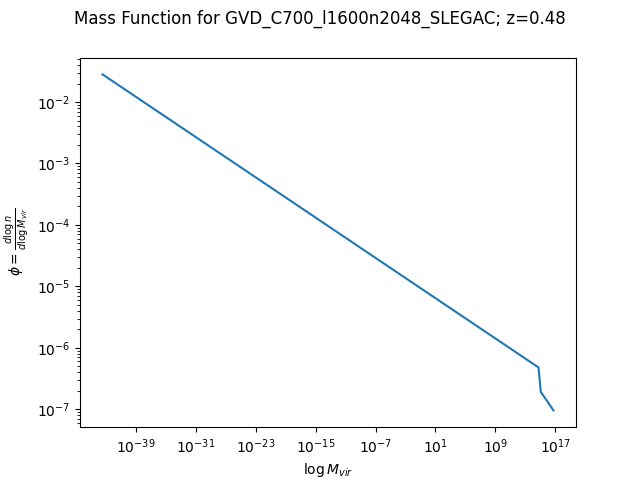 Mass Function for GVD_C700_l1600n2048_SLEGAC; z=0.48
10⁻²
10⁻³
10⁻⁴
10⁻⁵
10⁻⁶
10⁻⁷
ϕ = d log n / d log M_vir
10⁻³⁹ 10⁻³¹ 10⁻²³ 10⁻¹⁵ 10⁻⁷ 10¹ 10⁹ 10¹⁷
log M_vir